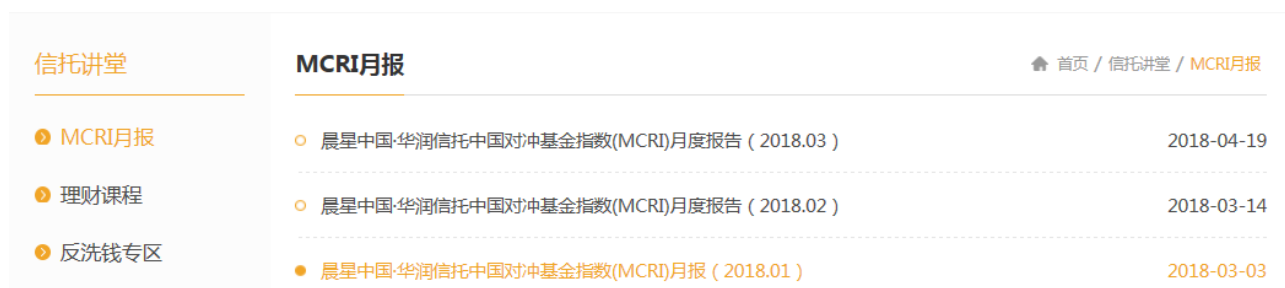 信托讲堂
MCRI月报
首页 / 信托讲堂 / MCRI月报
MCRI月报
理财课程
反洗钱专区
晨星中国·华润信托中国对冲基金指数(MCRI)月度报告（2018.03） 2018-04-19
晨星中国·华润信托中国对冲基金指数(MCRI)月度报告（2018.02） 2018-03-14
晨星中国·华润信托中国对冲基金指数(MCRI)月报（2018.01） 2018-03-03